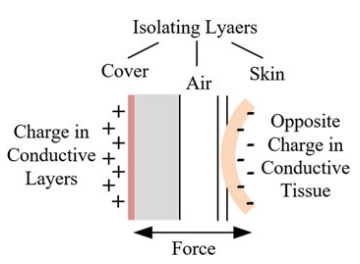 Isolating Lyaers
Cover
Air
Skin
Charge in
Conductive
Layers
+
+
+
+
+
+
+
-
-
-
-
-
-
Opposite
Charge in
Conductive
Tissue
Force